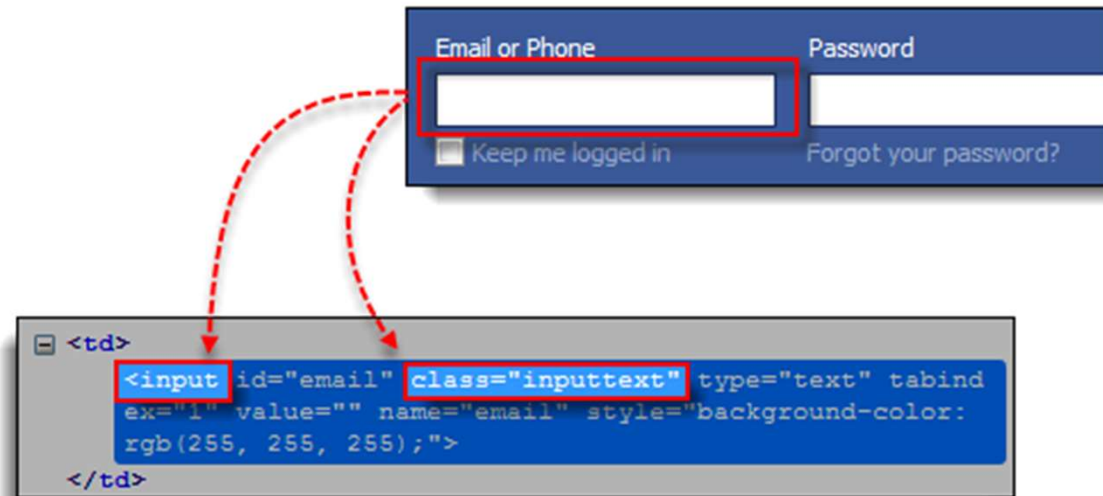 Email or Phone Password
Keep me logged in Forgot your password?
<td>
<input id="email" class="inputtext" type="text" tabind
ex="1" value="" name="email" style="background-color:
rgb(255, 255, 255);">
</td>